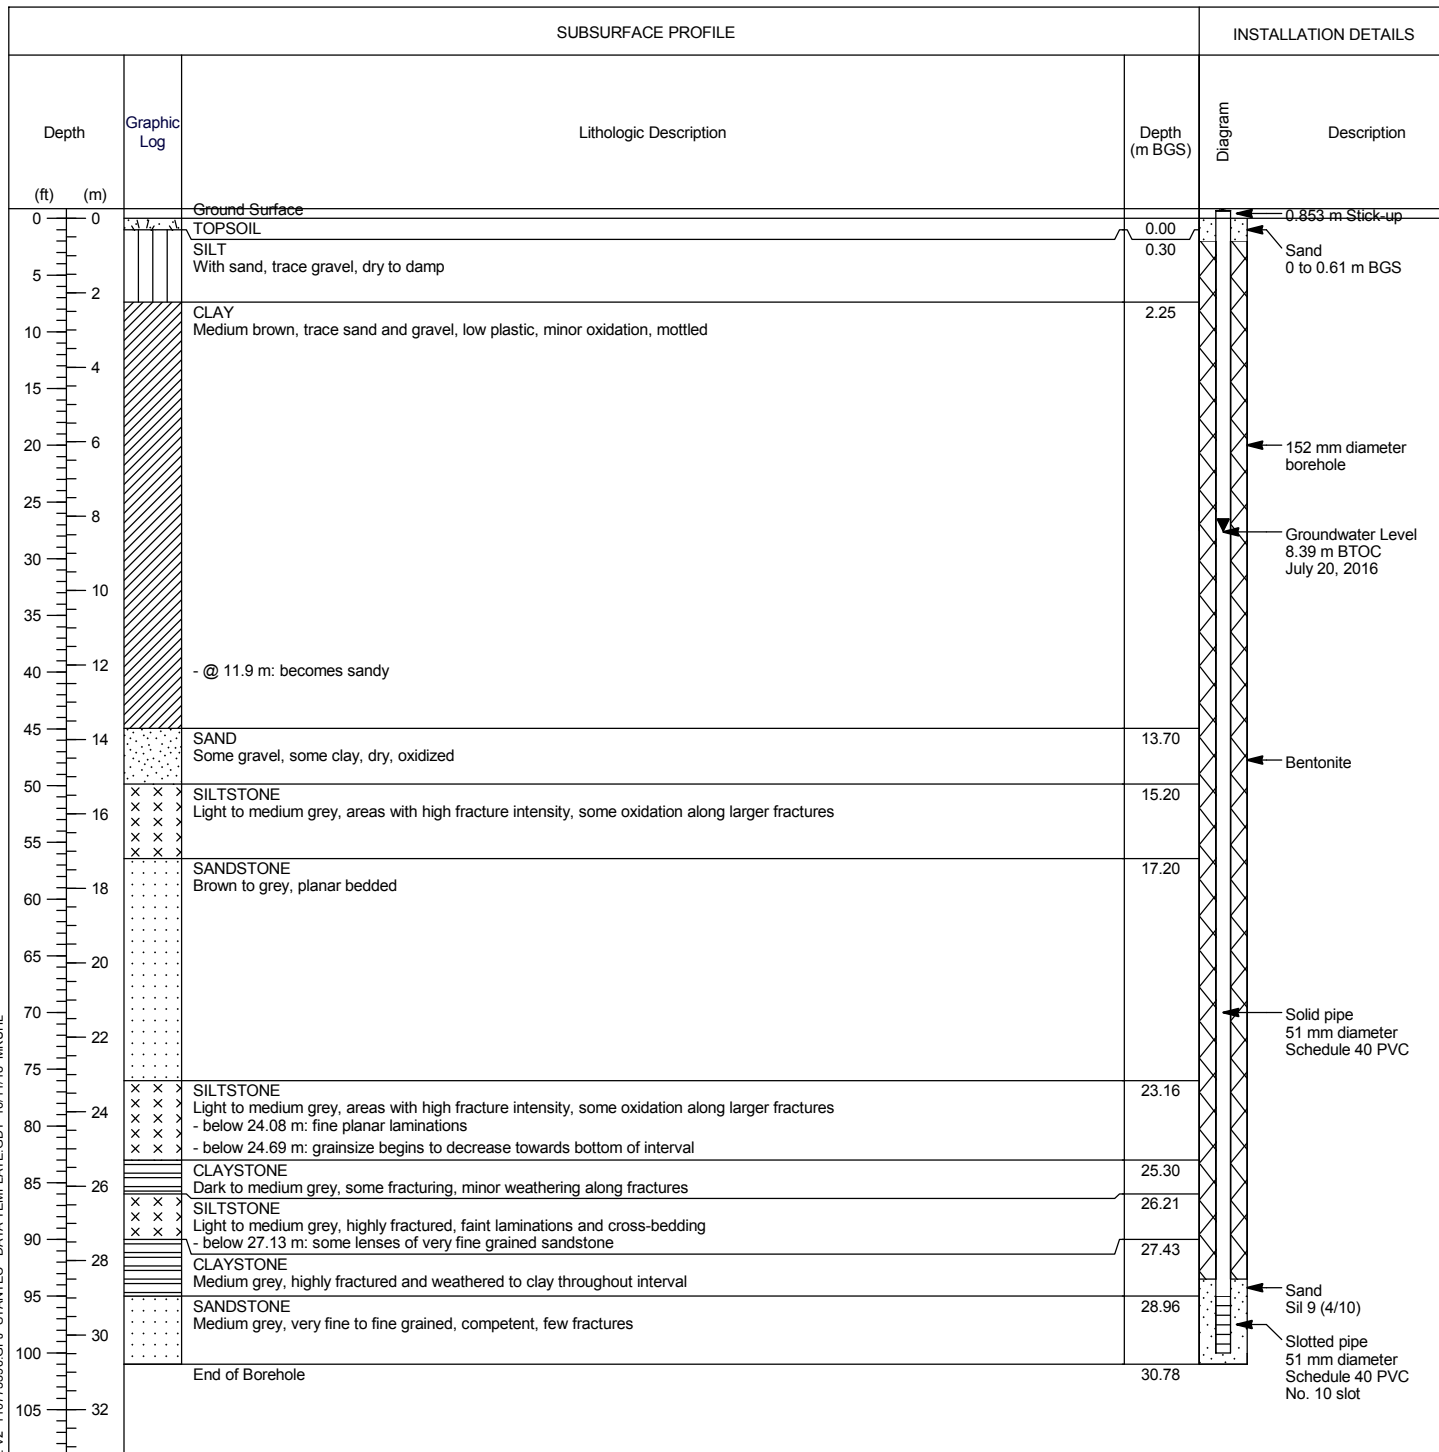 SUBSURFACE PROFILE
INSTALLATION DETAILS
Depth
Graphic
Log
Lithologic Description
Depth
(m BGS)
Diagram
Description
(ft)
(m)
Ground Surface
0
0
TOPSOIL
0.00
0.853 m Stick-up
SILT
With sand, trace gravel, dry to damp
0.30
Sand
0 to 0.61 m BGS
5
2
CLAY
Medium brown, trace sand and gravel, low plastic, minor oxidation, mottled
2.25
10
4
15
20
6
152 mm diameter
borehole
25
8
Groundwater Level
8.39 m BTOC
July 20, 2016
30
10
35
40
12
- @ 11.9 m: becomes sandy
45
14
SAND
Some gravel, some clay, dry, oxidized
13.70
Bentonite
50
SILTSTONE
Light to medium grey, areas with high fracture intensity, some oxidation along larger fractures
15.20
16
55
SANDSTONE
Brown to grey, planar bedded
17.20
18
60
65
20
70
22
Solid pipe
51 mm diameter
Schedule 40 PVC
75
SILTSTONE
Light to medium grey, areas with high fracture intensity, some oxidation along larger fractures
- below 24.08 m: fine planar laminations
- below 24.69 m: grainsize begins to decrease towards bottom of interval
23.16
24
80
CLAYSTONE
Dark to medium grey, some fracturing, minor weathering along fractures
25.30
85
26
SILTSTONE
Light to medium grey, highly fractured, faint laminations and cross-bedding
- below 27.13 m: some lenses of very fine grained sandstone
26.21
90
27.43
28
CLAYSTONE
Medium grey, highly fractured and weathered to clay throughout interval
95
SANDSTONE
Medium grey, very fine to fine grained, competent, few fractures
28.96
Sand
Sil 9 (4/10)
30
100
Slotted pipe
51 mm diameter
Schedule 40 PVC
No. 10 slot
End of Borehole
30.78
105
32